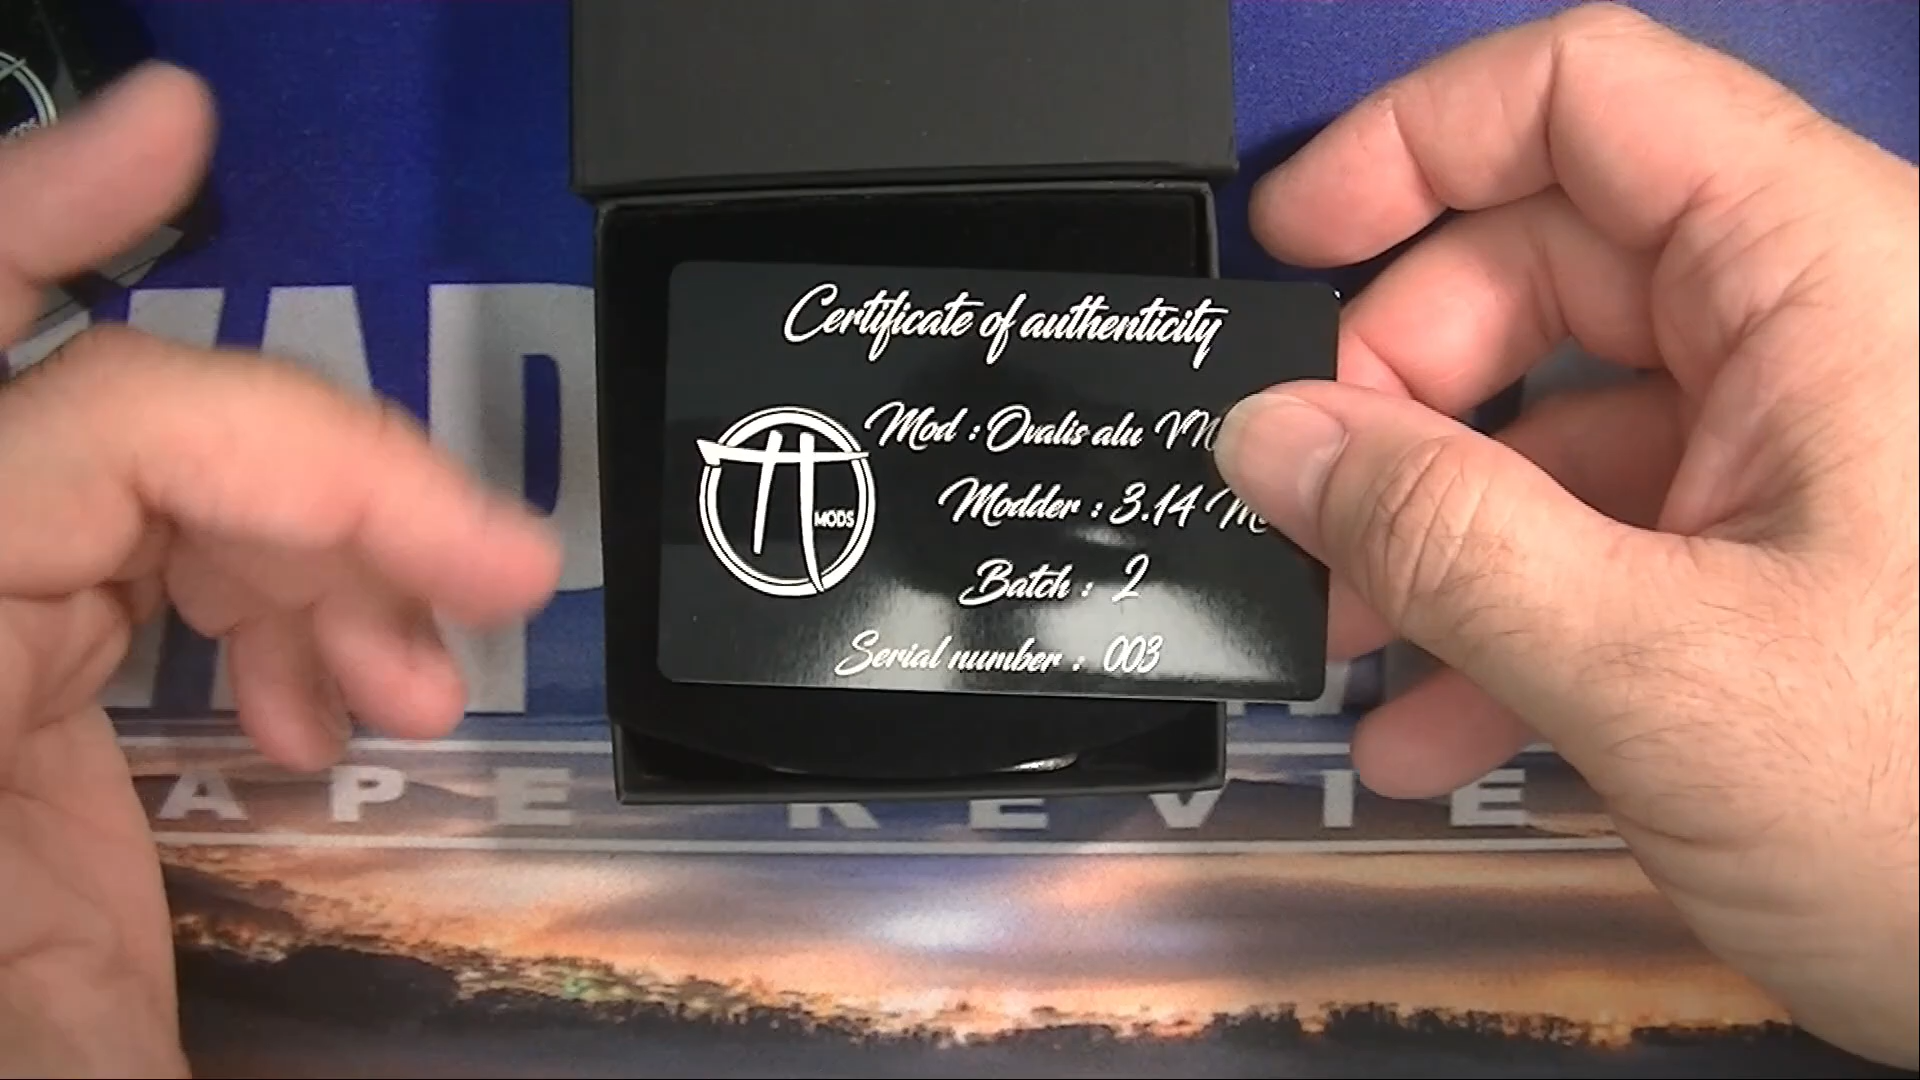 Certificate of authenticity
Mod : Ovalis alu
Modder : 3.14
MODS
Batch : 2
Serial number : 003